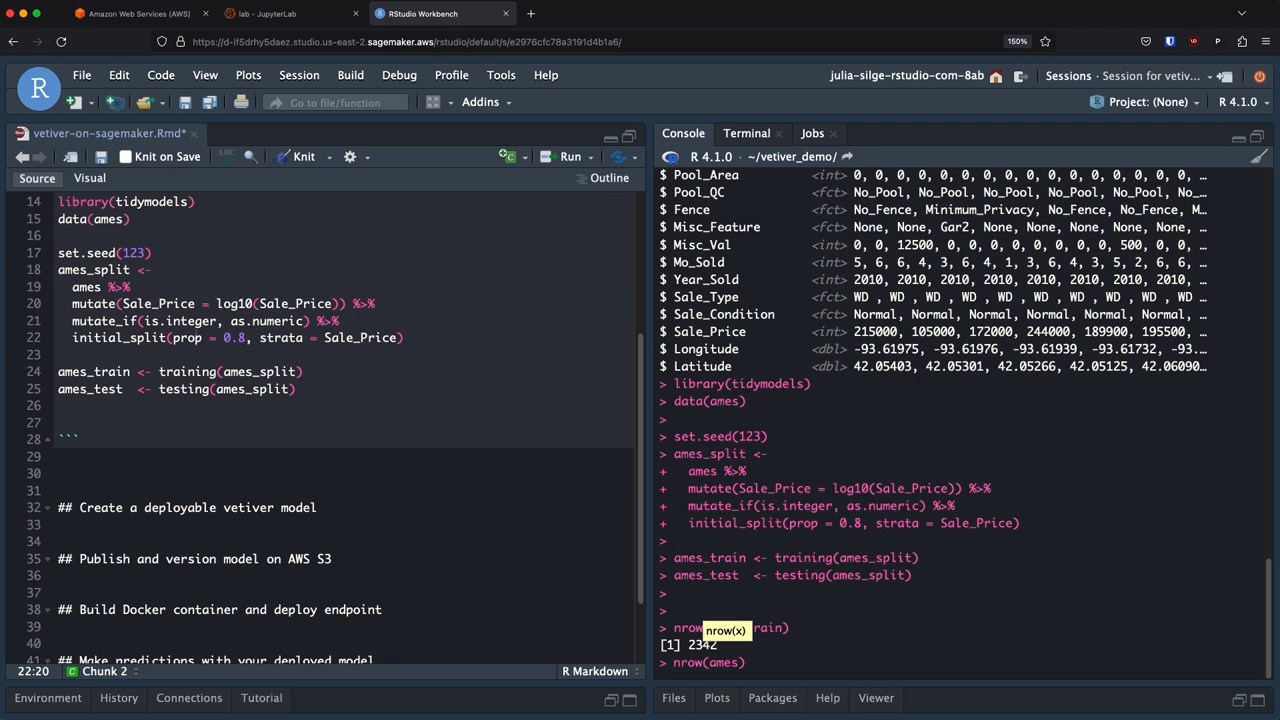 Amazon Web Services (AWS)
lab - JupyterLab
RStudio Workbench
https://d-if5drhy5daez.studio.us-east-2.sagemaker.aws/rstudio/default/s/e2976cfc78a3191d4b1a6/
150%
File Edit Code View Plots Session Build Debug Profile Tools Help
julia-silge-rstudio-com-8ab
Sessions
Session for vetiv...
Go to file/function
Addins
Project: (None)
R 4.1.0
vetiver-on-sagemaker.Rmd*
Knit on Save
ABC
Knit
Run
Source Visual
Outline
14 library(tidymodels)
15 data(ames)
16
17 set.seed(123)
18 ames_split <-
19 ames %>%
20 mutate(Sale_Price = log10(Sale_Price)) %>%
21 mutate_if(is.integer, as.numeric) %>%
22 initial_split(prop = 0.8, strata = Sale_Price)
23
24 ames_train <- training(ames_split)
25 ames_test <- testing(ames_split)
26
27
28 ```
29
30
31
32 ## Create a deployable vetiver model
33
34
35 ## Publish and version model on AWS S3
36
37
38 ## Build Docker container and deploy endpoint
39
40
41 ## Make predictions with your deployed model
22:20
Chunk 2
R Markdown
Environment History Connections Tutorial
Console Terminal Jobs
R 4.1.0 · ~/vetiver_demo/
$ Pool_Area <int> 0, 0, 0, 0, 0, 0, 0, 0, 0, 0, 0, 0, 0, …
$ Pool_QC <fct> No_Pool, No_Pool, No_Pool, No_Pool, No_…
$ Fence <fct> No_Fence, Minimum_Privacy, No_Fence, M…
$ Misc_Feature <fct> None, None, Gar2, None, None, None, None, …
$ Misc_Val <int> 0, 0, 12500, 0, 0, 0, 0, 0, 0, 500, 0, …
$ Mo_Sold <int> 5, 6, 6, 4, 3, 6, 4, 1, 3, 6, 4, 3, 5, 2, 6, 6, …
$ Year_Sold <int> 2010, 2010, 2010, 2010, 2010, 2010, 2010, …
$ Sale_Type <fct> WD , WD , WD , WD , WD , WD , WD , WD , WD , …
$ Sale_Condition <fct> Normal, Normal, Normal, Normal, Normal, …
$ Sale_Price <int> 215000, 105000, 172000, 244000, 189900, 195500, …
$ Longitude <dbl> -93.61975, -93.61976, -93.61939, -93.61732, -93.…
$ Latitude <dbl> 42.05403, 42.05301, 42.05266, 42.05125, 42.06090…
> library(tidymodels)
> data(ames)
>
> set.seed(123)
> ames_split <-
+ ames %>%
+ mutate(Sale_Price = log10(Sale_Price)) %>%
+ mutate_if(is.integer, as.numeric) %>%
+ initial_split(prop = 0.8, strata = Sale_Price)
>
> ames_train <- training(ames_split)
> ames_test <- testing(ames_split)
>
>
> nrow rain)
nrow(x)
[1] 2342
> nrow(ames)
Files Plots Packages Help Viewer